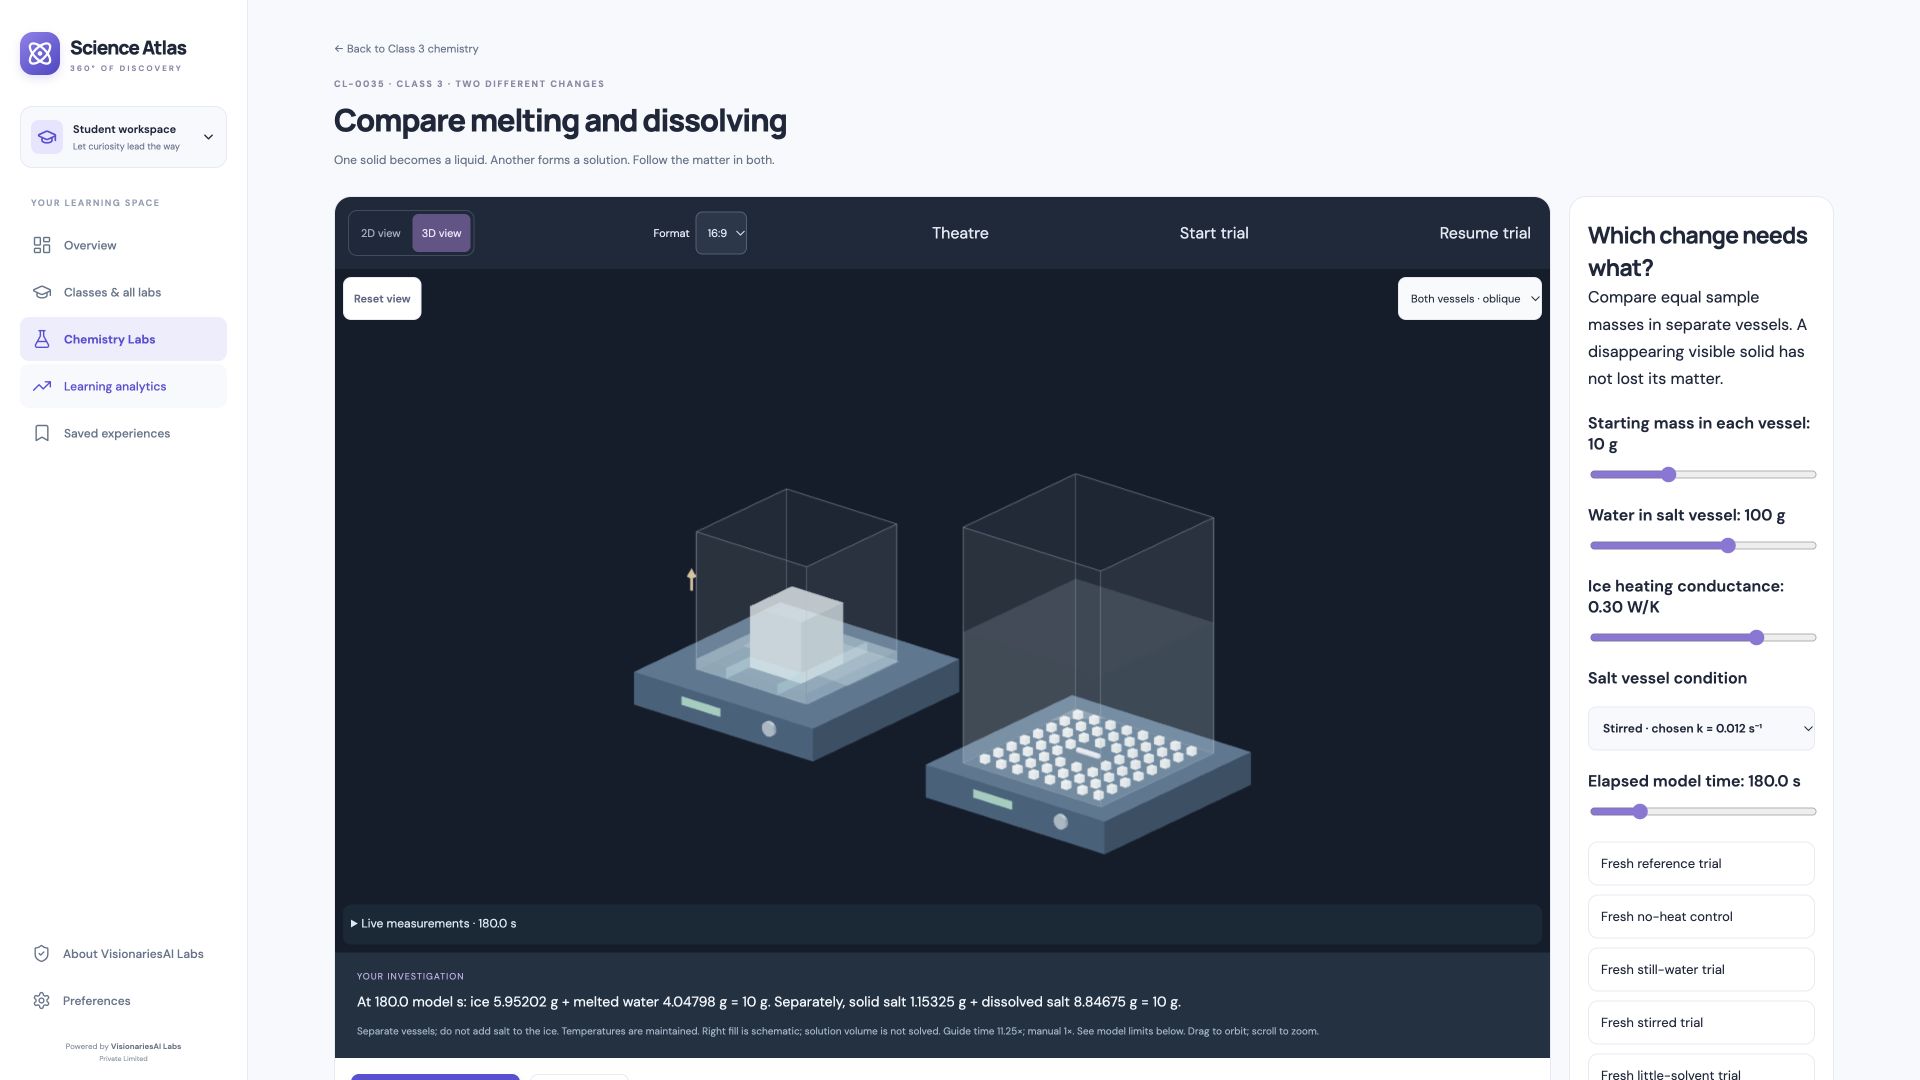 Science Atlas
360° OF DISCOVERY
Student workspace
Let curiosity lead the way
YOUR LEARNING SPACE
Overview
Classes & all labs
Chemistry Labs
Learning analytics
Saved experiences
About VisionariesAI Labs
Preferences
Powered by VisionariesAI Labs
Private Limited
← Back to Class 3 chemistry
CL-0035 · CLASS 3 · TWO DIFFERENT CHANGES
Compare melting and dissolving
One solid becomes a liquid. Another forms a solution. Follow the matter in both.
2D view
3D view
Format
16:9
Theatre
Start trial
Resume trial
Reset view
Both vessels · oblique
Live measurements · 180.0 s
YOUR INVESTIGATION
At 180.0 model s: ice 5.95202 g + melted water 4.04798 g = 10 g. Separately, solid salt 1.15325 g + dissolved salt 8.84675 g = 10 g.
Separate vessels; do not add salt to the ice. Temperatures are maintained. Right fill is schematic; solution volume is not solved. Guide time 11.25×; manual 1×. See model limits below. Drag to orbit; scroll to zoom.
Which change needs
what?
Compare equal sample
masses in separate vessels. A
disappearing visible solid has
not lost its matter.
Starting mass in each vessel:
10 g
Water in salt vessel: 100 g
Ice heating conductance:
0.30 W/K
Salt vessel condition
Stirred · chosen k = 0.012 s⁻¹
Elapsed model time: 180.0 s
Fresh reference trial
Fresh no-heat control
Fresh still-water trial
Fresh stirred trial
Fresh little-solvent trial